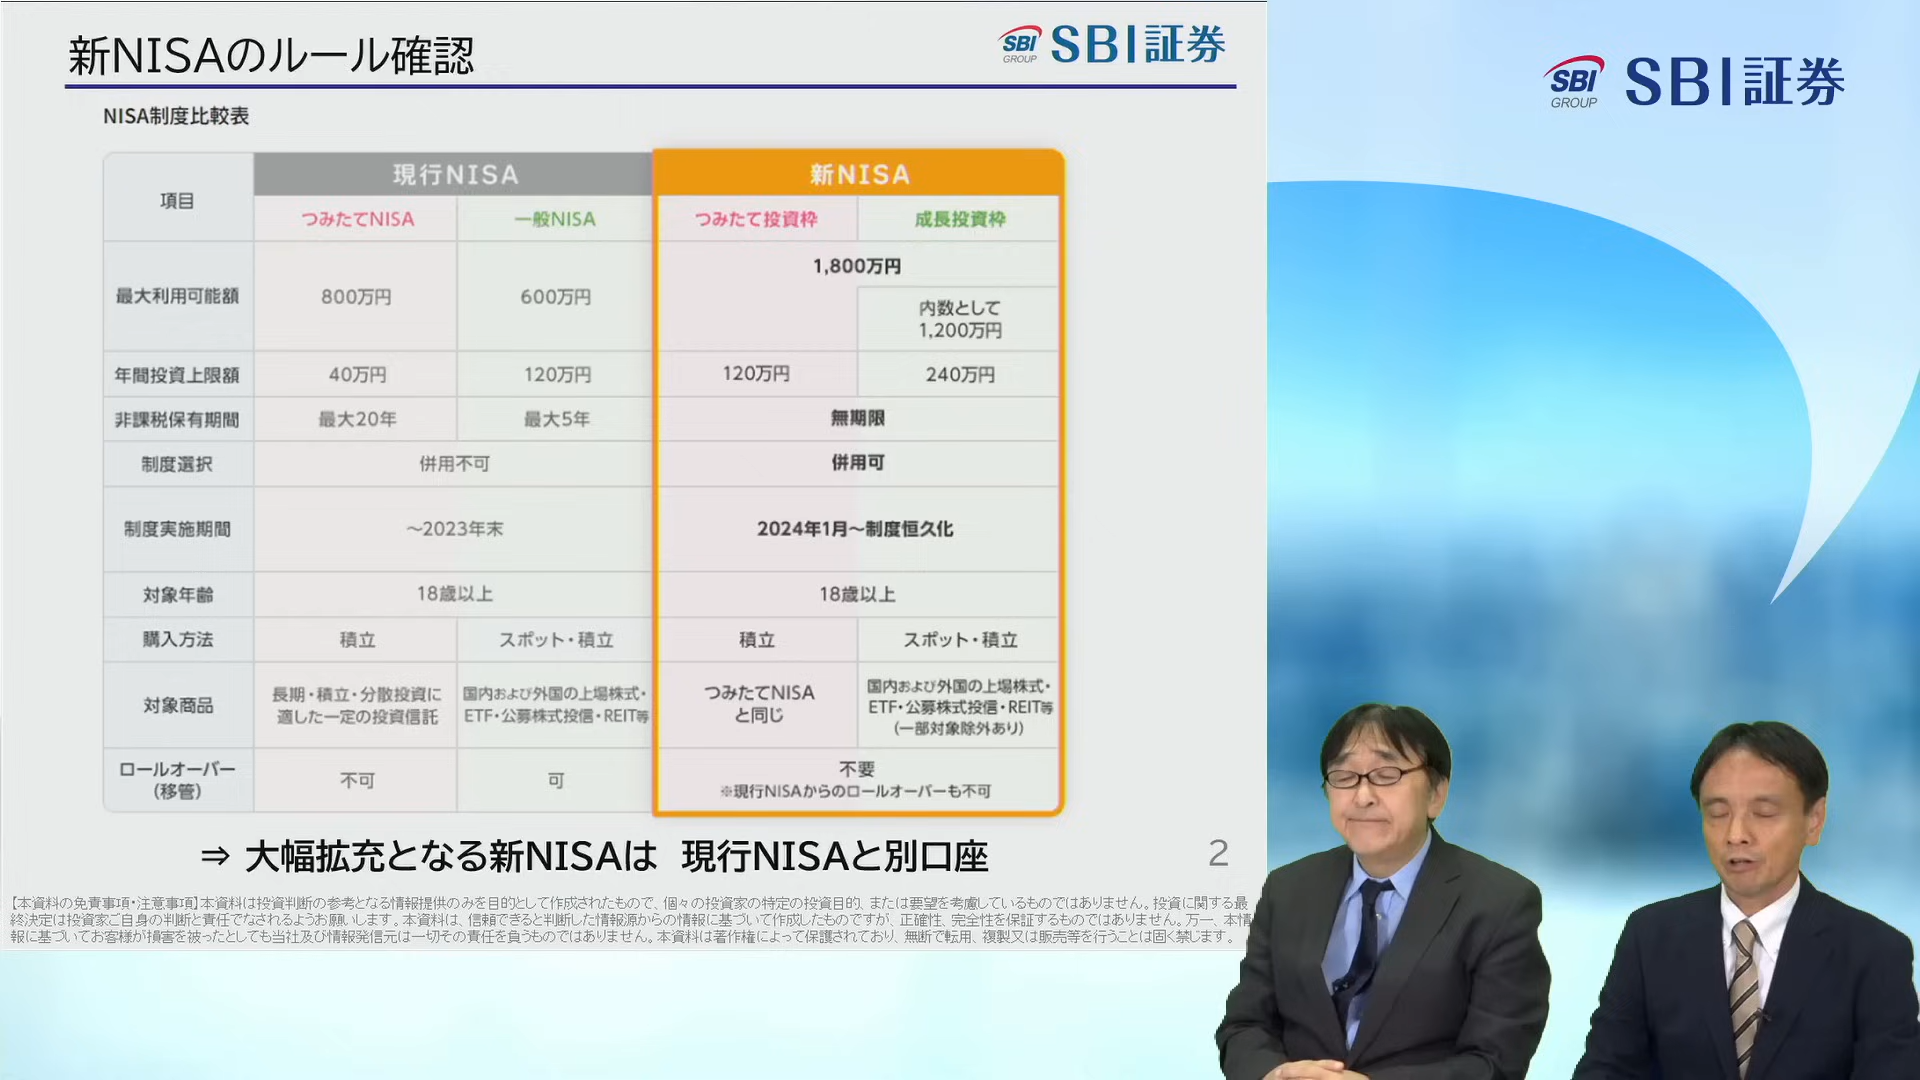 新NISAのルール確認
SBI GROUP SBI証券
SBI GROUP SBI証券
NISA制度比較表
項目
現行NISA
新NISA
つみたてNISA
一般NISA
つみたて投資枠
成長投資枠
最大利用可能額
800万円
600万円
1,800万円
内数として
1,200万円
年間投資上限額
40万円
120万円
120万円
240万円
非課税保有期間
最大20年
最大5年
無期限
制度選択
併用不可
併用可
制度実施期間
～2023年末
2024年1月～制度恒久化
対象年齢
18歳以上
18歳以上
購入方法
積立
スポット・積立
積立
スポット・積立
対象商品
長期・積立・分散投資に
適した一定の投資信託
国内および外国の上場株式・
ETF・公募株式投信・REIT等
つみたてNISA
と同じ
国内および外国の上場株式・
ETF・公募株式投信・REIT等
(一部対象除外あり)
ロールオーバー
(移管)
不可
可
不要
※現行NISAからのロールオーバーも不可
⇒ 大幅拡充となる新NISAは 現行NISAと別口座
2
【本資料の免責事項・注意事項】本資料は投資判断の参考となる情報提供のみを目的として作成されたもので、個々の投資家の特定の投資目的、または要望を考慮しているものではありません。投資に関する最
終決定は投資家ご自身の判断と責任でなされるようお願いします。本資料は、信頼できると判断した情報源からの情報に基づいて作成したものですが、正確性、完全性を保証するものではありません。万一、本情
報に基づいてお客様が損害を被ったとしても当社及び情報発信元は一切その責任を負うものではありません。本資料は著作権によって保護されており、無断で転用、複製又は販売等を行うことは固く禁じます。